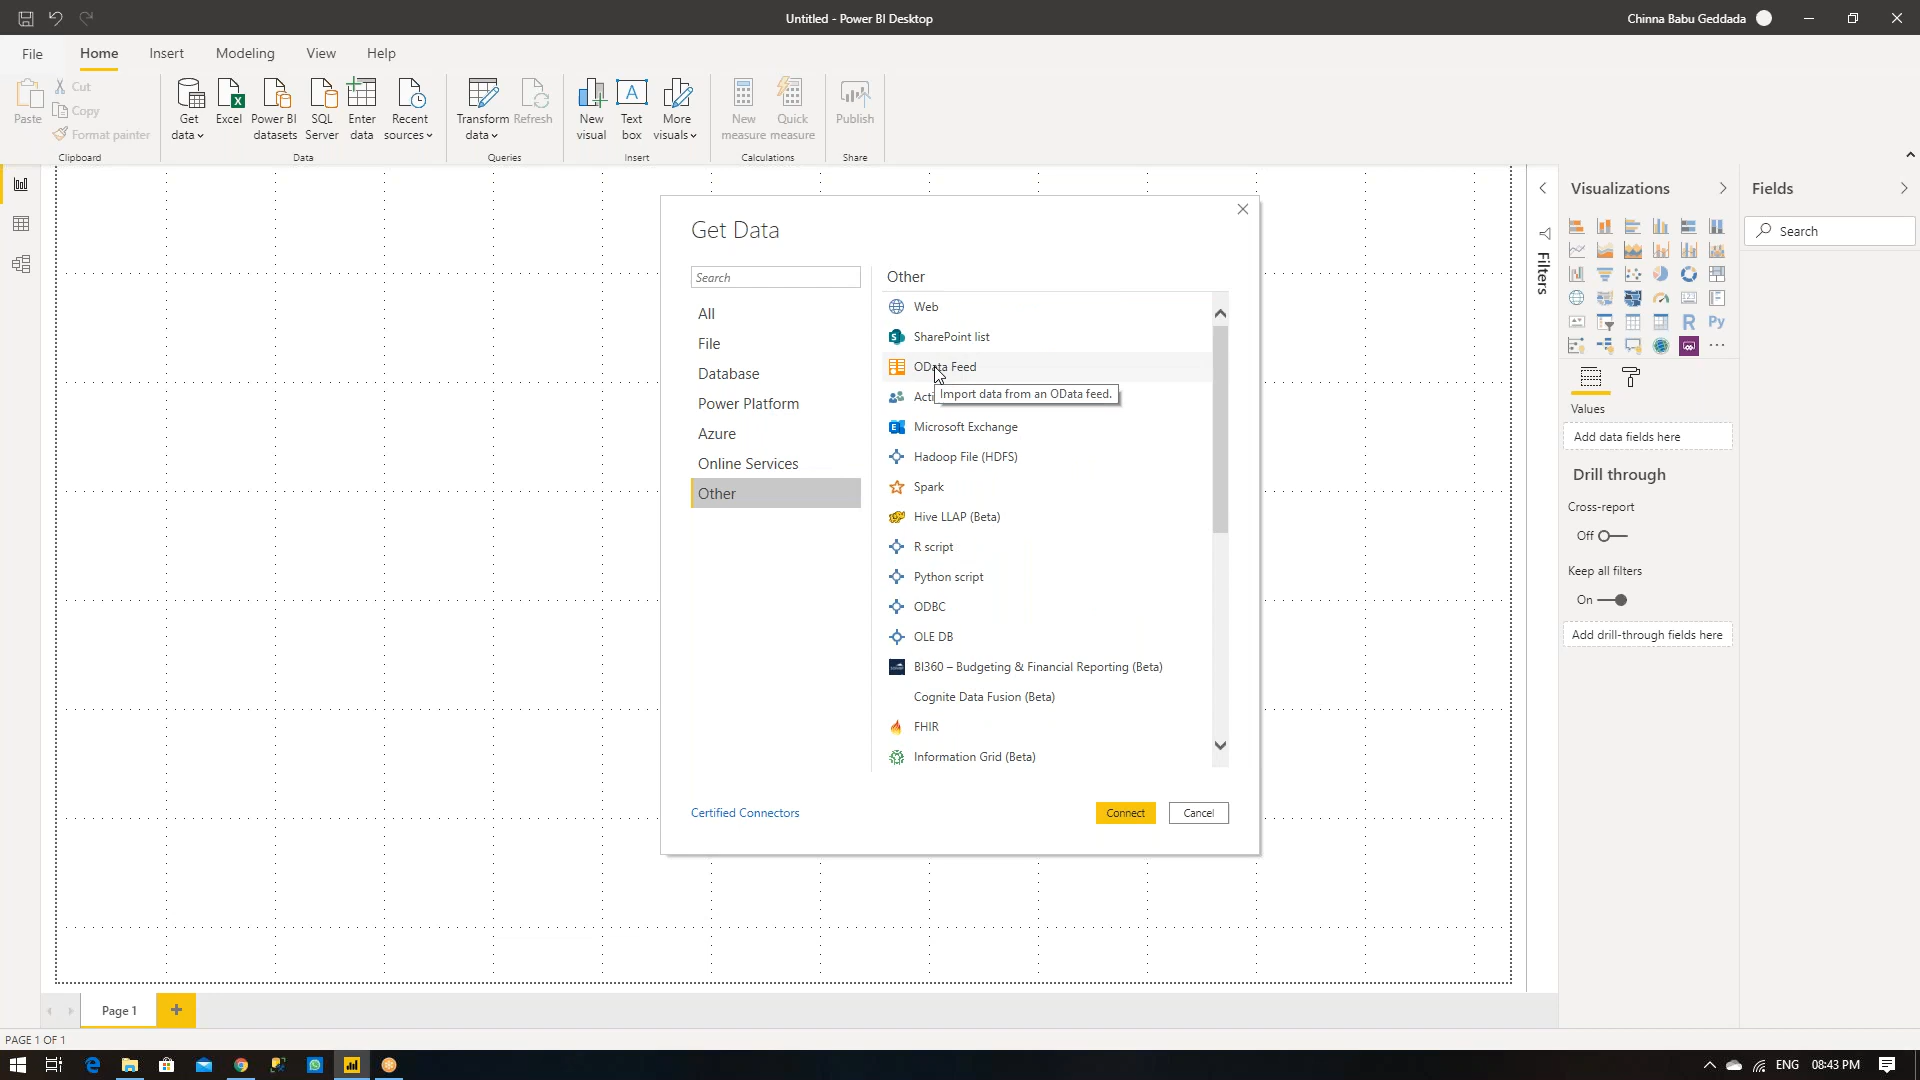 Untitled - Power BI Desktop
Chinna Babu Geddada
File
Home
Insert
Modeling
View
Help
Paste
Cut
Copy
Format painter
Clipboard
Get
data
Excel
Power BI
datasets
SQL
Server
Enter
data
Recent
sources
Data
Transform
data
Refresh
Queries
New
visual
Text
box
More
visuals
Insert
New
measure
Quick
measure
Calculations
Publish
Share
Get Data
Search
All
File
Database
Power Platform
Azure
Online Services
Other
Other
Web
SharePoint list
OData Feed
Acti
Import data from an OData feed.
Microsoft Exchange
Hadoop File (HDFS)
Spark
Hive LLAP (Beta)
R script
Python script
ODBC
OLE DB
BI360 – Budgeting & Financial Reporting (Beta)
Cognite Data Fusion (Beta)
FHIR
Information Grid (Beta)
Certified Connectors
Connect
Cancel
Filters
Visualizations
R
Py
Values
Add data fields here
Drill through
Cross-report
Off
Keep all filters
On
Add drill-through fields here
Fields
Search
Page 1
PAGE 1 OF 1
ENG
08:43 PM